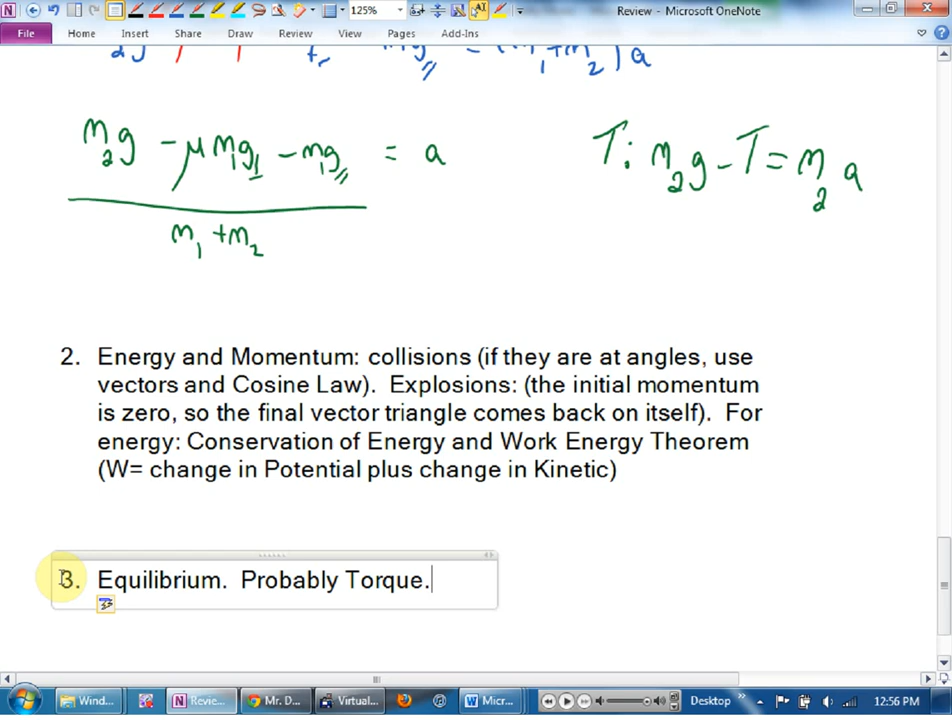 125%
Review - Microsoft OneNote
File Home Insert Share Draw Review View Pages Add-Ins
1 2 ) a
m₂g - μm₁g⊥ - m₁g∥ = a
m₁ + m₂
T: m₂g - T = m₂a
2. Energy and Momentum: collisions (if they are at angles, use
vectors and Cosine Law). Explosions: (the initial momentum
is zero, so the final vector triangle comes back on itself). For
energy: Conservation of Energy and Work Energy Theorem
(W= change in Potential plus change in Kinetic)
3. Equilibrium. Probably Torque.
Wind... Revie... Mr. D... Virtual... Micr... Desktop 12:56 PM